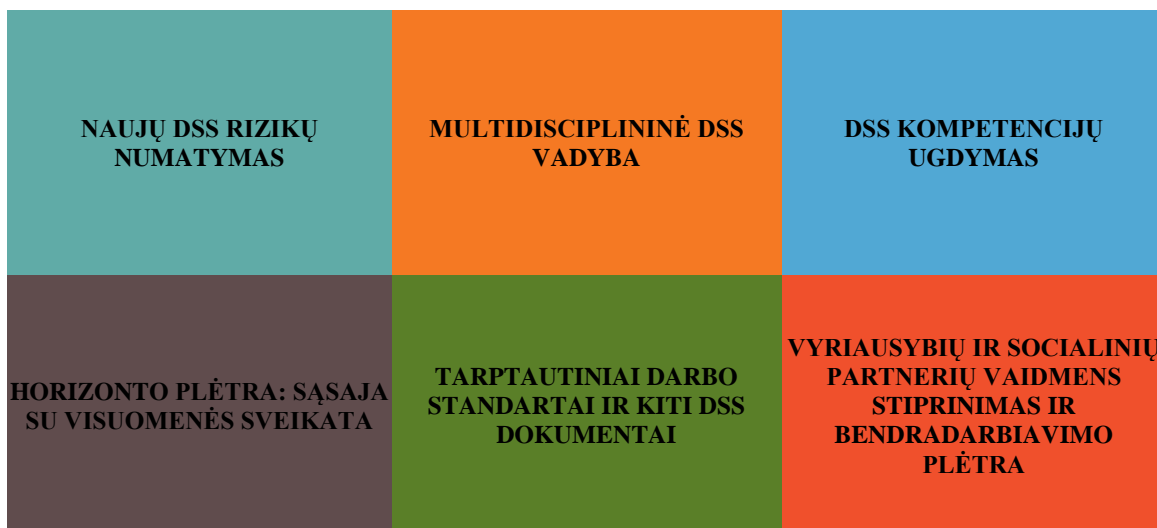 NAUJŲ DSS RIZIKŲ
NUMATYMAS
MULTIDISCIPLININĖ DSS
VADYBA
DSS KOMPETENCIJŲ
UGDYMAS
HORIZONTO PLĖTRA: SĄSAJA
SU VISUOMENĖS SVEIKATA
TARPTAUTINIAI DARBO
STANDARTAI IR KITI DSS
DOKUMENTAI
VYRIAUSYBIŲ IR SOCIALINIŲ
PARTNERIŲ VAIDMENS
STIPRINIMAS IR
BENDRADARBIAVIMO
PLĖTRA